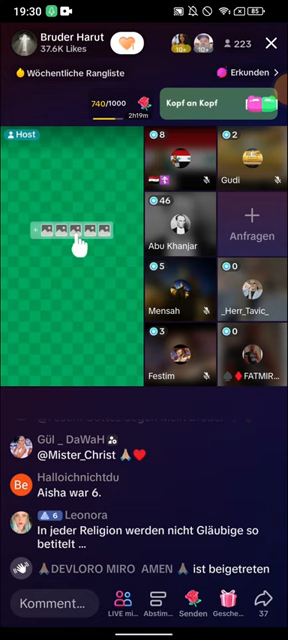 19:30
85
Bruder Harut
37.6K Likes
10+
10+
223
Wöchentliche Rangliste
Erkunden
740/1000
2h19m
Kopf an Kopf
Host
8
2
Gudi
46
Abu Khanjar
Anfragen
5
Mensah
0
_Herr_Tavic_
3
Festim
0
FATMIR...
Gül _ DaWaH
@Mister_Christ 🙏🏽❤️
Be
Halloichnichtdu
Aisha war 6.
6
Leonora
In jeder Religion werden nicht Gläubige so
betitelt ...
🙏🏽DEVLORO MIRO AMEN 🙏🏽 ist beigetreten
Komment...
LIVE mi...
Abstim...
Senden
Gesche...
37